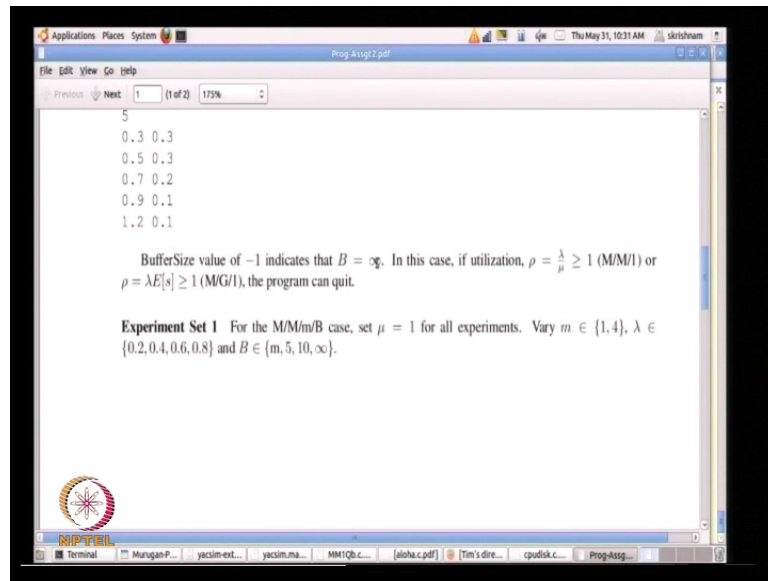 Applications Places System Thu May 31, 10:31 AM skrishnam
Prog-Assgt2.pdf
File Edit View Go Help
Previous Next 1 (1 of 2) 175%
5
0.3 0.3
0.5 0.3
0.7 0.2
0.9 0.1
1.2 0.1
BufferSize value of −1 indicates that B = ∞. In this case, if utilization, ρ = λ/μ ≥ 1 (M/M/1) or
ρ = λE[s] ≥ 1 (M/G/1), the program can quit.
Experiment Set 1 For the M/M/m/B case, set μ = 1 for all experiments. Vary m ∈ {1,4}, λ ∈
{0.2,0.4,0.6,0.8} and B ∈ {m,5,10,∞}.
NPTEL
Terminal Murugan-P... yacsim-ext... yacsim.ma... MM1Qb.c.... [aloha.c.pdf] [Tim's dire... cpudisk.c.... Prog-Assg...